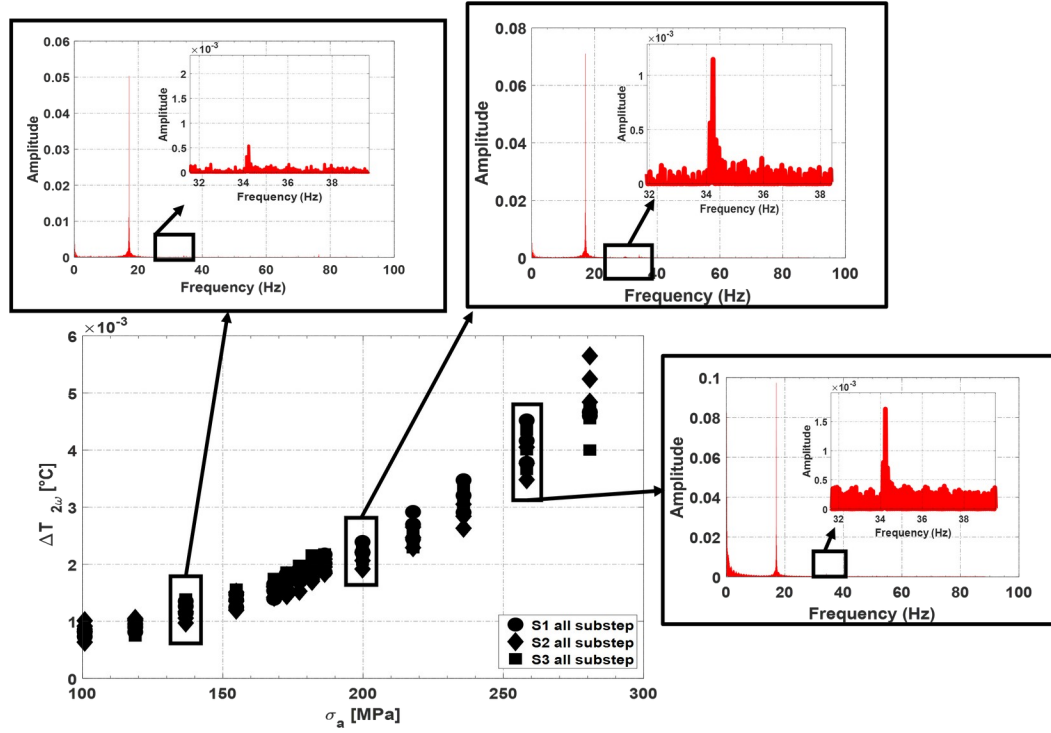 0.06
0.05
0.04
0.03
0.02
0.01
0
Amplitude
0 20 40 60 80 100
Frequency (Hz)
×10⁻³
2
1.5
1
0.5
0
Amplitude
32 34 36 38
Frequency (Hz)
0.08
0.06
0.04
0.02
0
Amplitude
0 20 40 60 80 100
Frequency (Hz)
×10⁻³
1
0.5
0
Amplitude
32 34 36 38
Frequency (Hz)
×10⁻³
6
5
4
3
2
1
0
ΔT 2ω [°C]
100 150 200 250 300
σa [MPa]
S1 all substep
S2 all substep
S3 all substep
0.1
0.08
0.06
0.04
0.02
0
Amplitude
0 20 40 60 80 100
Frequency (Hz)
×10⁻³
1.5
1
0.5
0
Amplitude
32 34 36 38
Frequency (Hz)